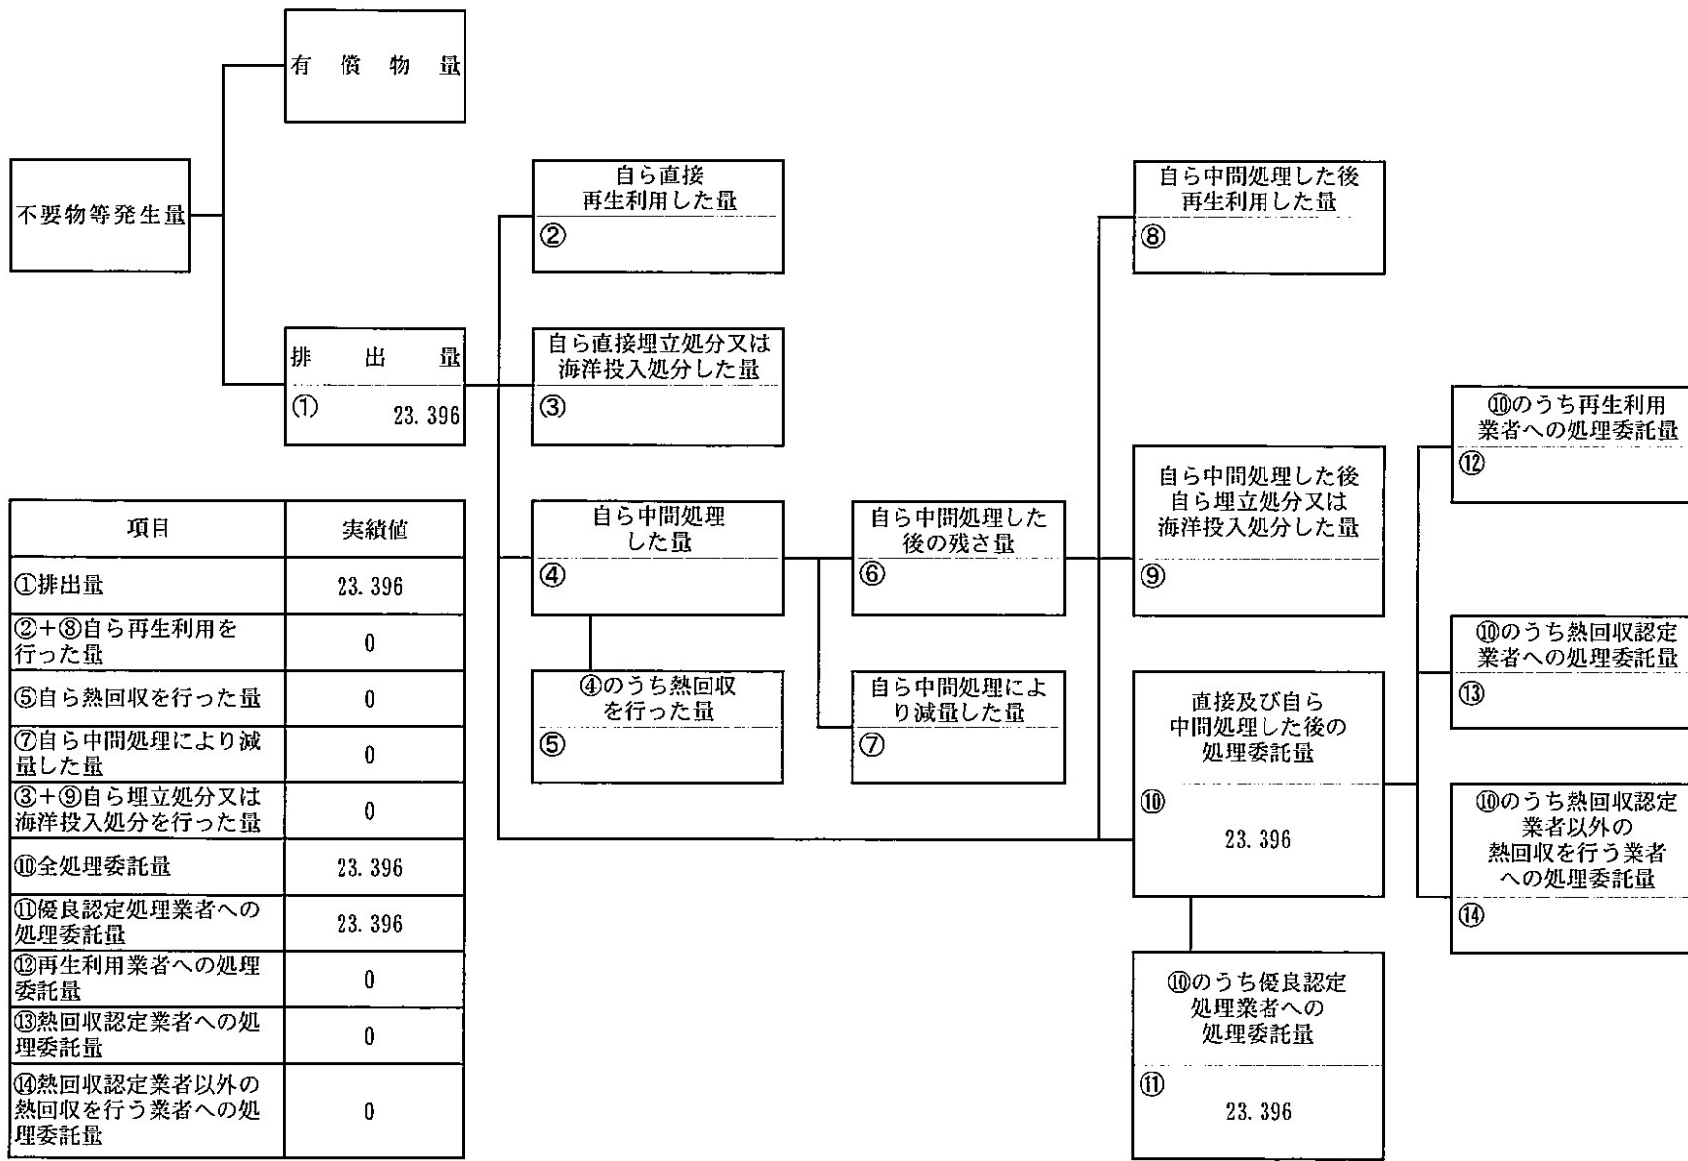 有償物量
不要物等発生量
排出量
① 23.396
自ら直接
再生利用した量
②
自ら直接埋立処分又は
海洋投入処分した量
③
自ら中間処理
した量
④
④のうち熱回収
を行った量
⑤
自ら中間処理した
後の残さ量
⑥
自ら中間処理によ
り減量した量
⑦
自ら中間処理した後
再生利用した量
⑧
自ら中間処理した後
自ら埋立処分又は
海洋投入処分した量
⑨
直接及び自ら
中間処理した後の
処理委託量
⑩
23.396
⑩のうち優良認定
処理業者への
処理委託量
⑪
23.396
⑩のうち再生利用
業者への処理委託量
⑫
⑩のうち熱回収認定
業者への処理委託量
⑬
⑩のうち熱回収認定
業者以外の
熱回収を行う業者
への処理委託量
⑭
項目 実績値
①排出量 23.396
②+⑧自ら再生利用を
行った量 0
⑤自ら熱回収を行った量 0
⑦自ら中間処理により減
量した量 0
③+⑨自ら埋立処分又は
海洋投入処分を行った量 0
⑩全処理委託量 23.396
⑪優良認定処理業者への
処理委託量 23.396
⑫再生利用業者への処理
委託量 0
⑬熱回収認定業者への処
理委託量 0
⑭熱回収認定業者以外の
熱回収を行う業者への処
理委託量 0